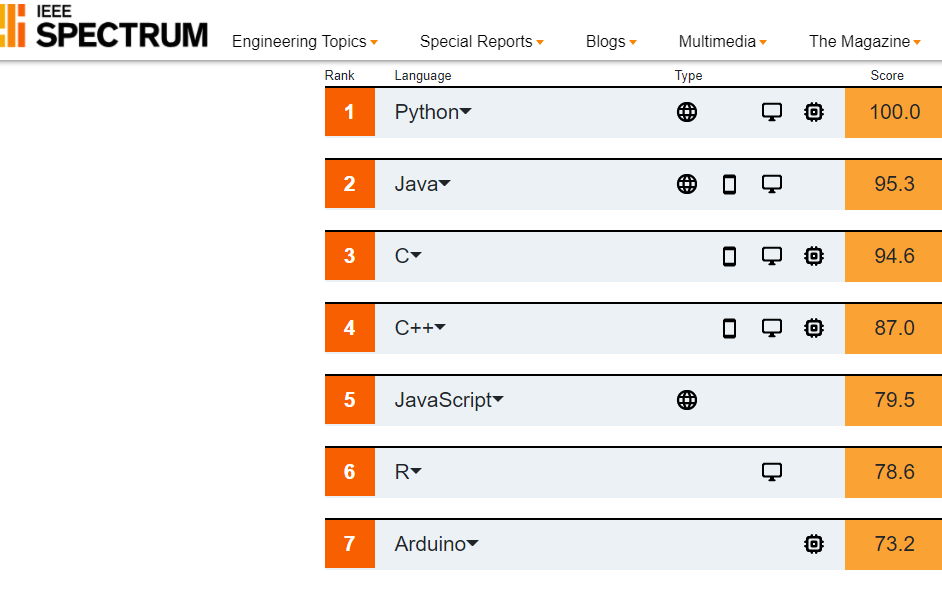 IEEE
SPECTRUM
Engineering Topics Special Reports Blogs Multimedia The Magazine
Rank Language Type Score
1 Python 100.0
2 Java 95.3
3 C 94.6
4 C++ 87.0
5 JavaScript 79.5
6 R 78.6
7 Arduino 73.2